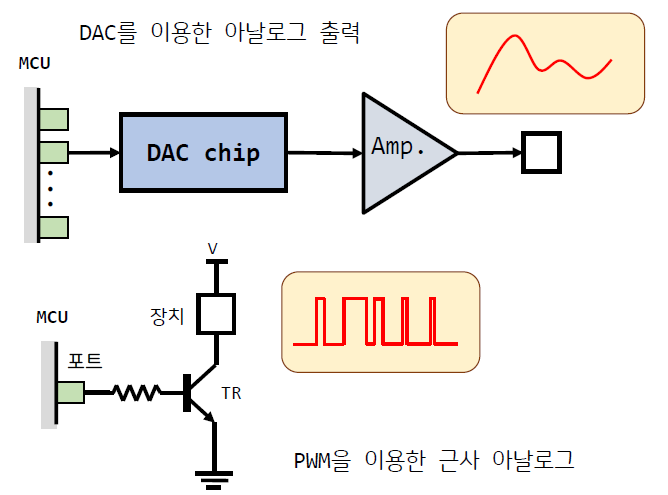 DAC를 이용한 아날로그 출력
MCU
DAC chip
Amp.
V
MCU
장치
포트
TR
PWM을 이용한 근사 아날로그